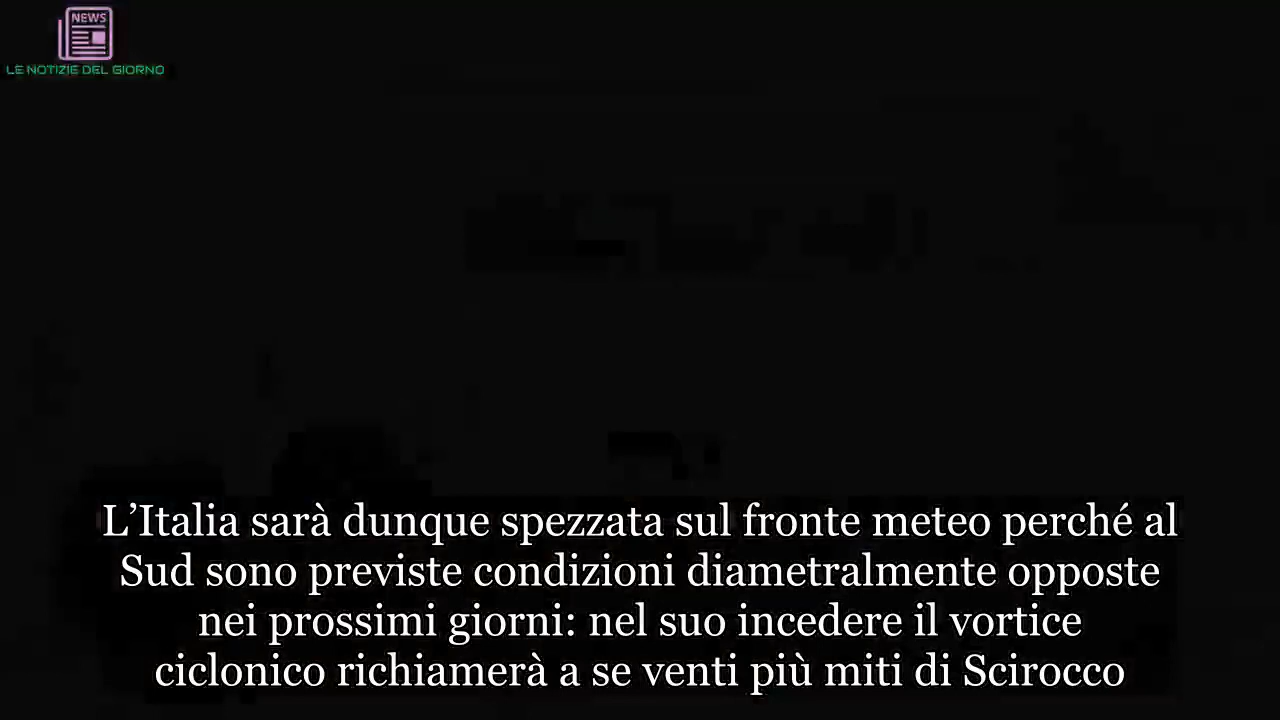 NEWS
LE NOTIZIE DEL GIORNO
L’Italia sarà dunque spezzata sul fronte meteo perché al
Sud sono previste condizioni diametralmente opposte
nei prossimi giorni: nel suo incedere il vortice
ciclonico richiamerà a se venti più miti di Scirocco